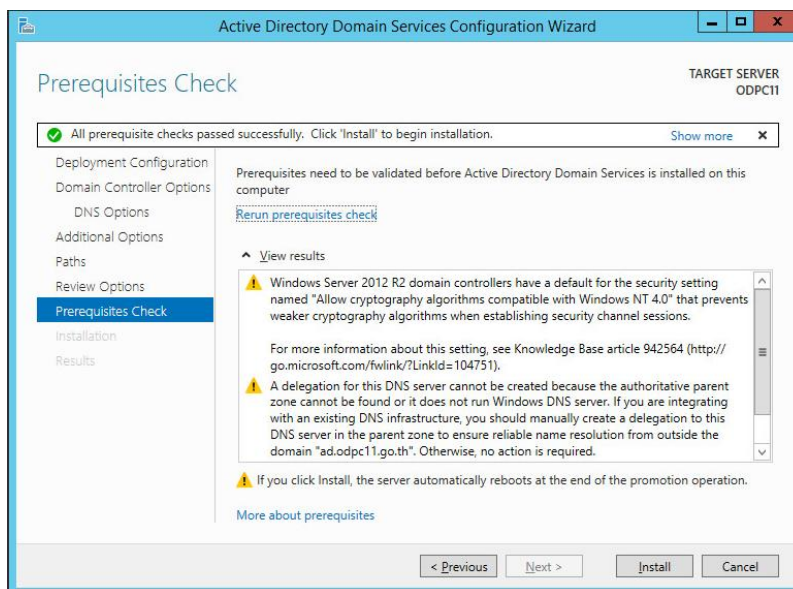 Active Directory Domain Services Configuration Wizard
Prerequisites Check
TARGET SERVER
ODPC11
All prerequisite checks passed successfully. Click 'Install' to begin installation.
Show more
Deployment Configuration
Domain Controller Options
DNS Options
Additional Options
Paths
Review Options
Prerequisites Check
Installation
Results
Prerequisites need to be validated before Active Directory Domain Services is installed on this
computer
Rerun prerequisites check
View results
Windows Server 2012 R2 domain controllers have a default for the security setting
named "Allow cryptography algorithms compatible with Windows NT 4.0" that prevents
weaker cryptography algorithms when establishing security channel sessions.
For more information about this setting, see Knowledge Base article 942564 (http://
go.microsoft.com/fwlink/?LinkId=104751).
A delegation for this DNS server cannot be created because the authoritative parent
zone cannot be found or it does not run Windows DNS server. If you are integrating
with an existing DNS infrastructure, you should manually create a delegation to this
DNS server in the parent zone to ensure reliable name resolution from outside the
domain "ad.odpc11.go.th". Otherwise, no action is required.
If you click Install, the server automatically reboots at the end of the promotion operation.
More about prerequisites
< Previous
Next >
Install
Cancel